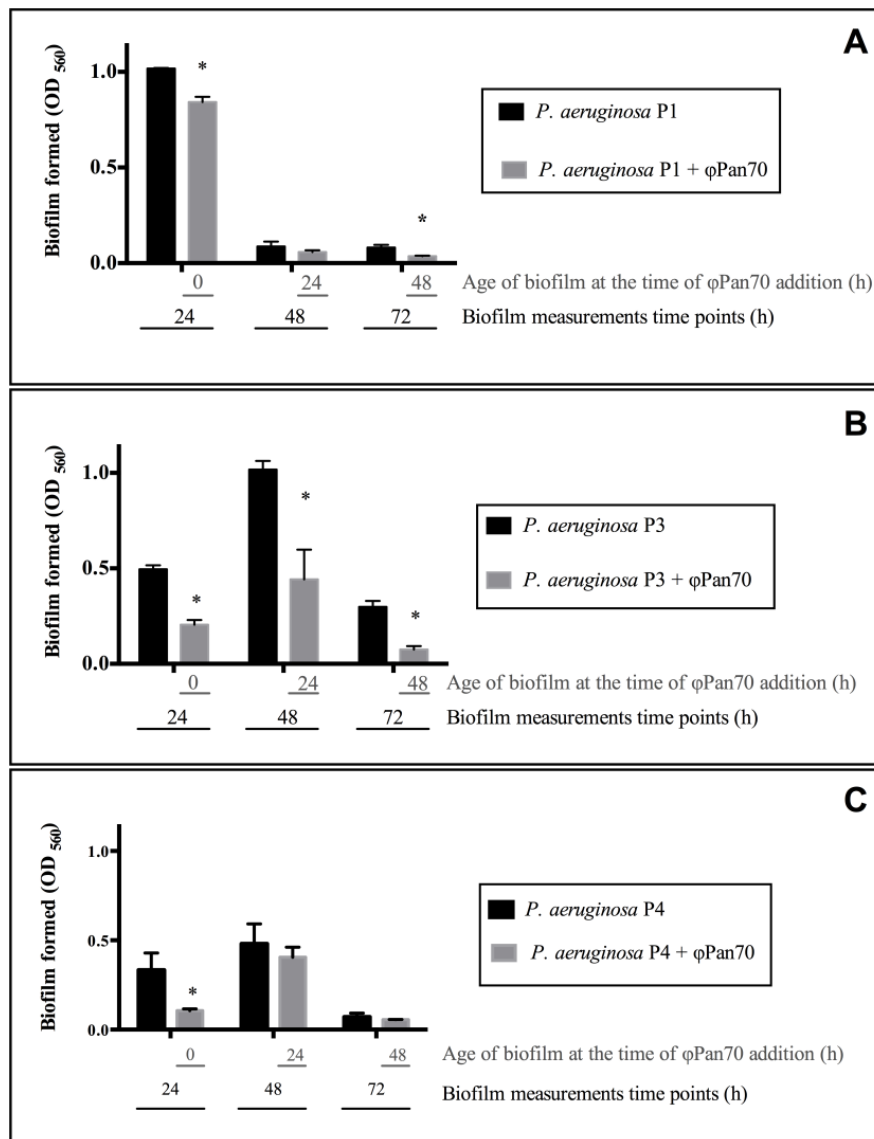 A
Biofilm formed (OD 560)
1.0
0.5
0.0
*
*
P. aeruginosa P1
P. aeruginosa P1 + φPan70
0 24 48 Age of biofilm at the time of φPan70 addition (h)
24 48 72 Biofilm measurements time points (h)
B
Biofilm formed (OD 560)
1.0
0.5
0.0
*
*
*
P. aeruginosa P3
P. aeruginosa P3 + φPan70
0 24 48 Age of biofilm at the time of φPan70 addition (h)
24 48 72 Biofilm measurements time points (h)
C
Biofilm formed (OD 560)
1.0
0.5
0.0
*
P. aeruginosa P4
P. aeruginosa P4 + φPan70
0 24 48 Age of biofilm at the time of φPan70 addition (h)
24 48 72 Biofilm measurements time points (h)